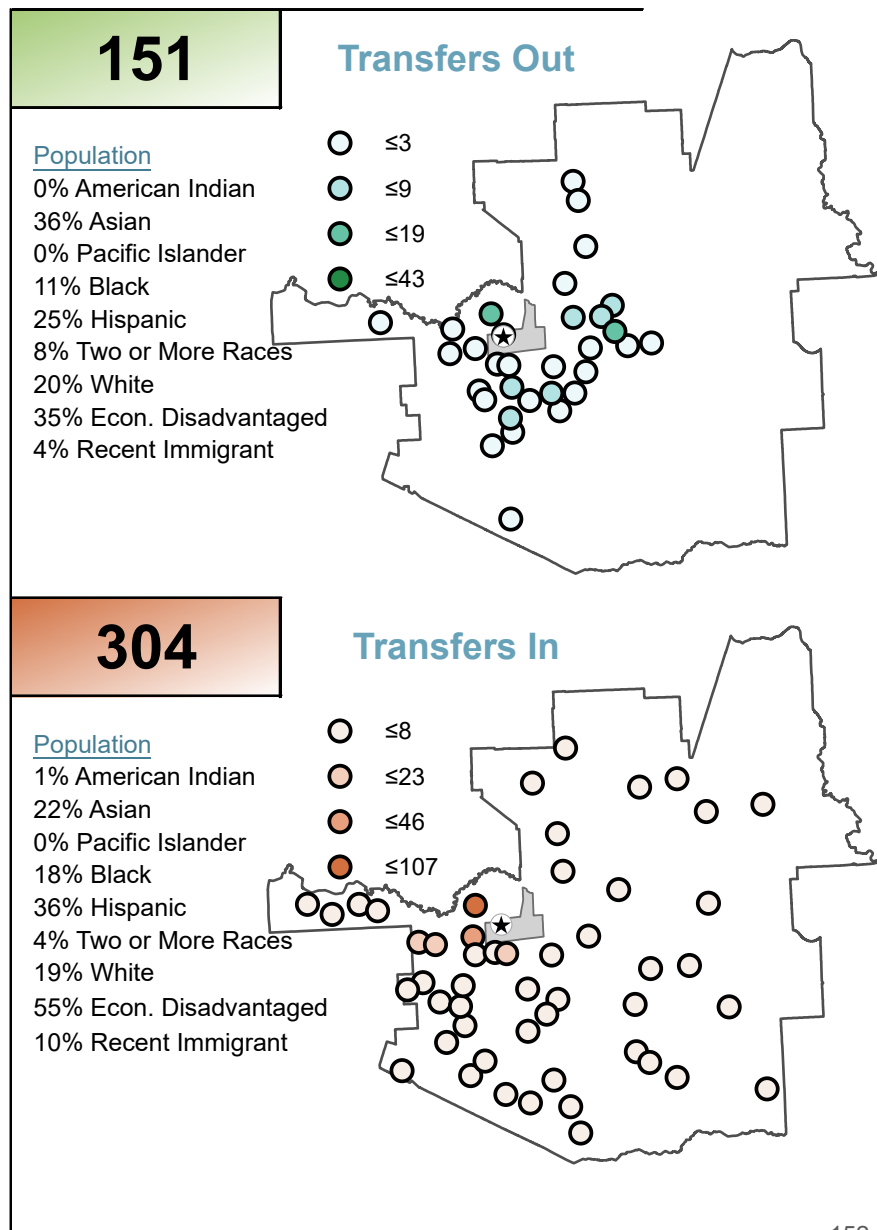 151
Transfers Out
Population
0% American Indian
36% Asian
0% Pacific Islander
11% Black
25% Hispanic
8% Two or More Races
20% White
35% Econ. Disadvantaged
4% Recent Immigrant
≤3
≤9
≤19
≤43
304
Transfers In
Population
1% American Indian
22% Asian
0% Pacific Islander
18% Black
36% Hispanic
4% Two or More Races
19% White
55% Econ. Disadvantaged
10% Recent Immigrant
≤8
≤23
≤46
≤107